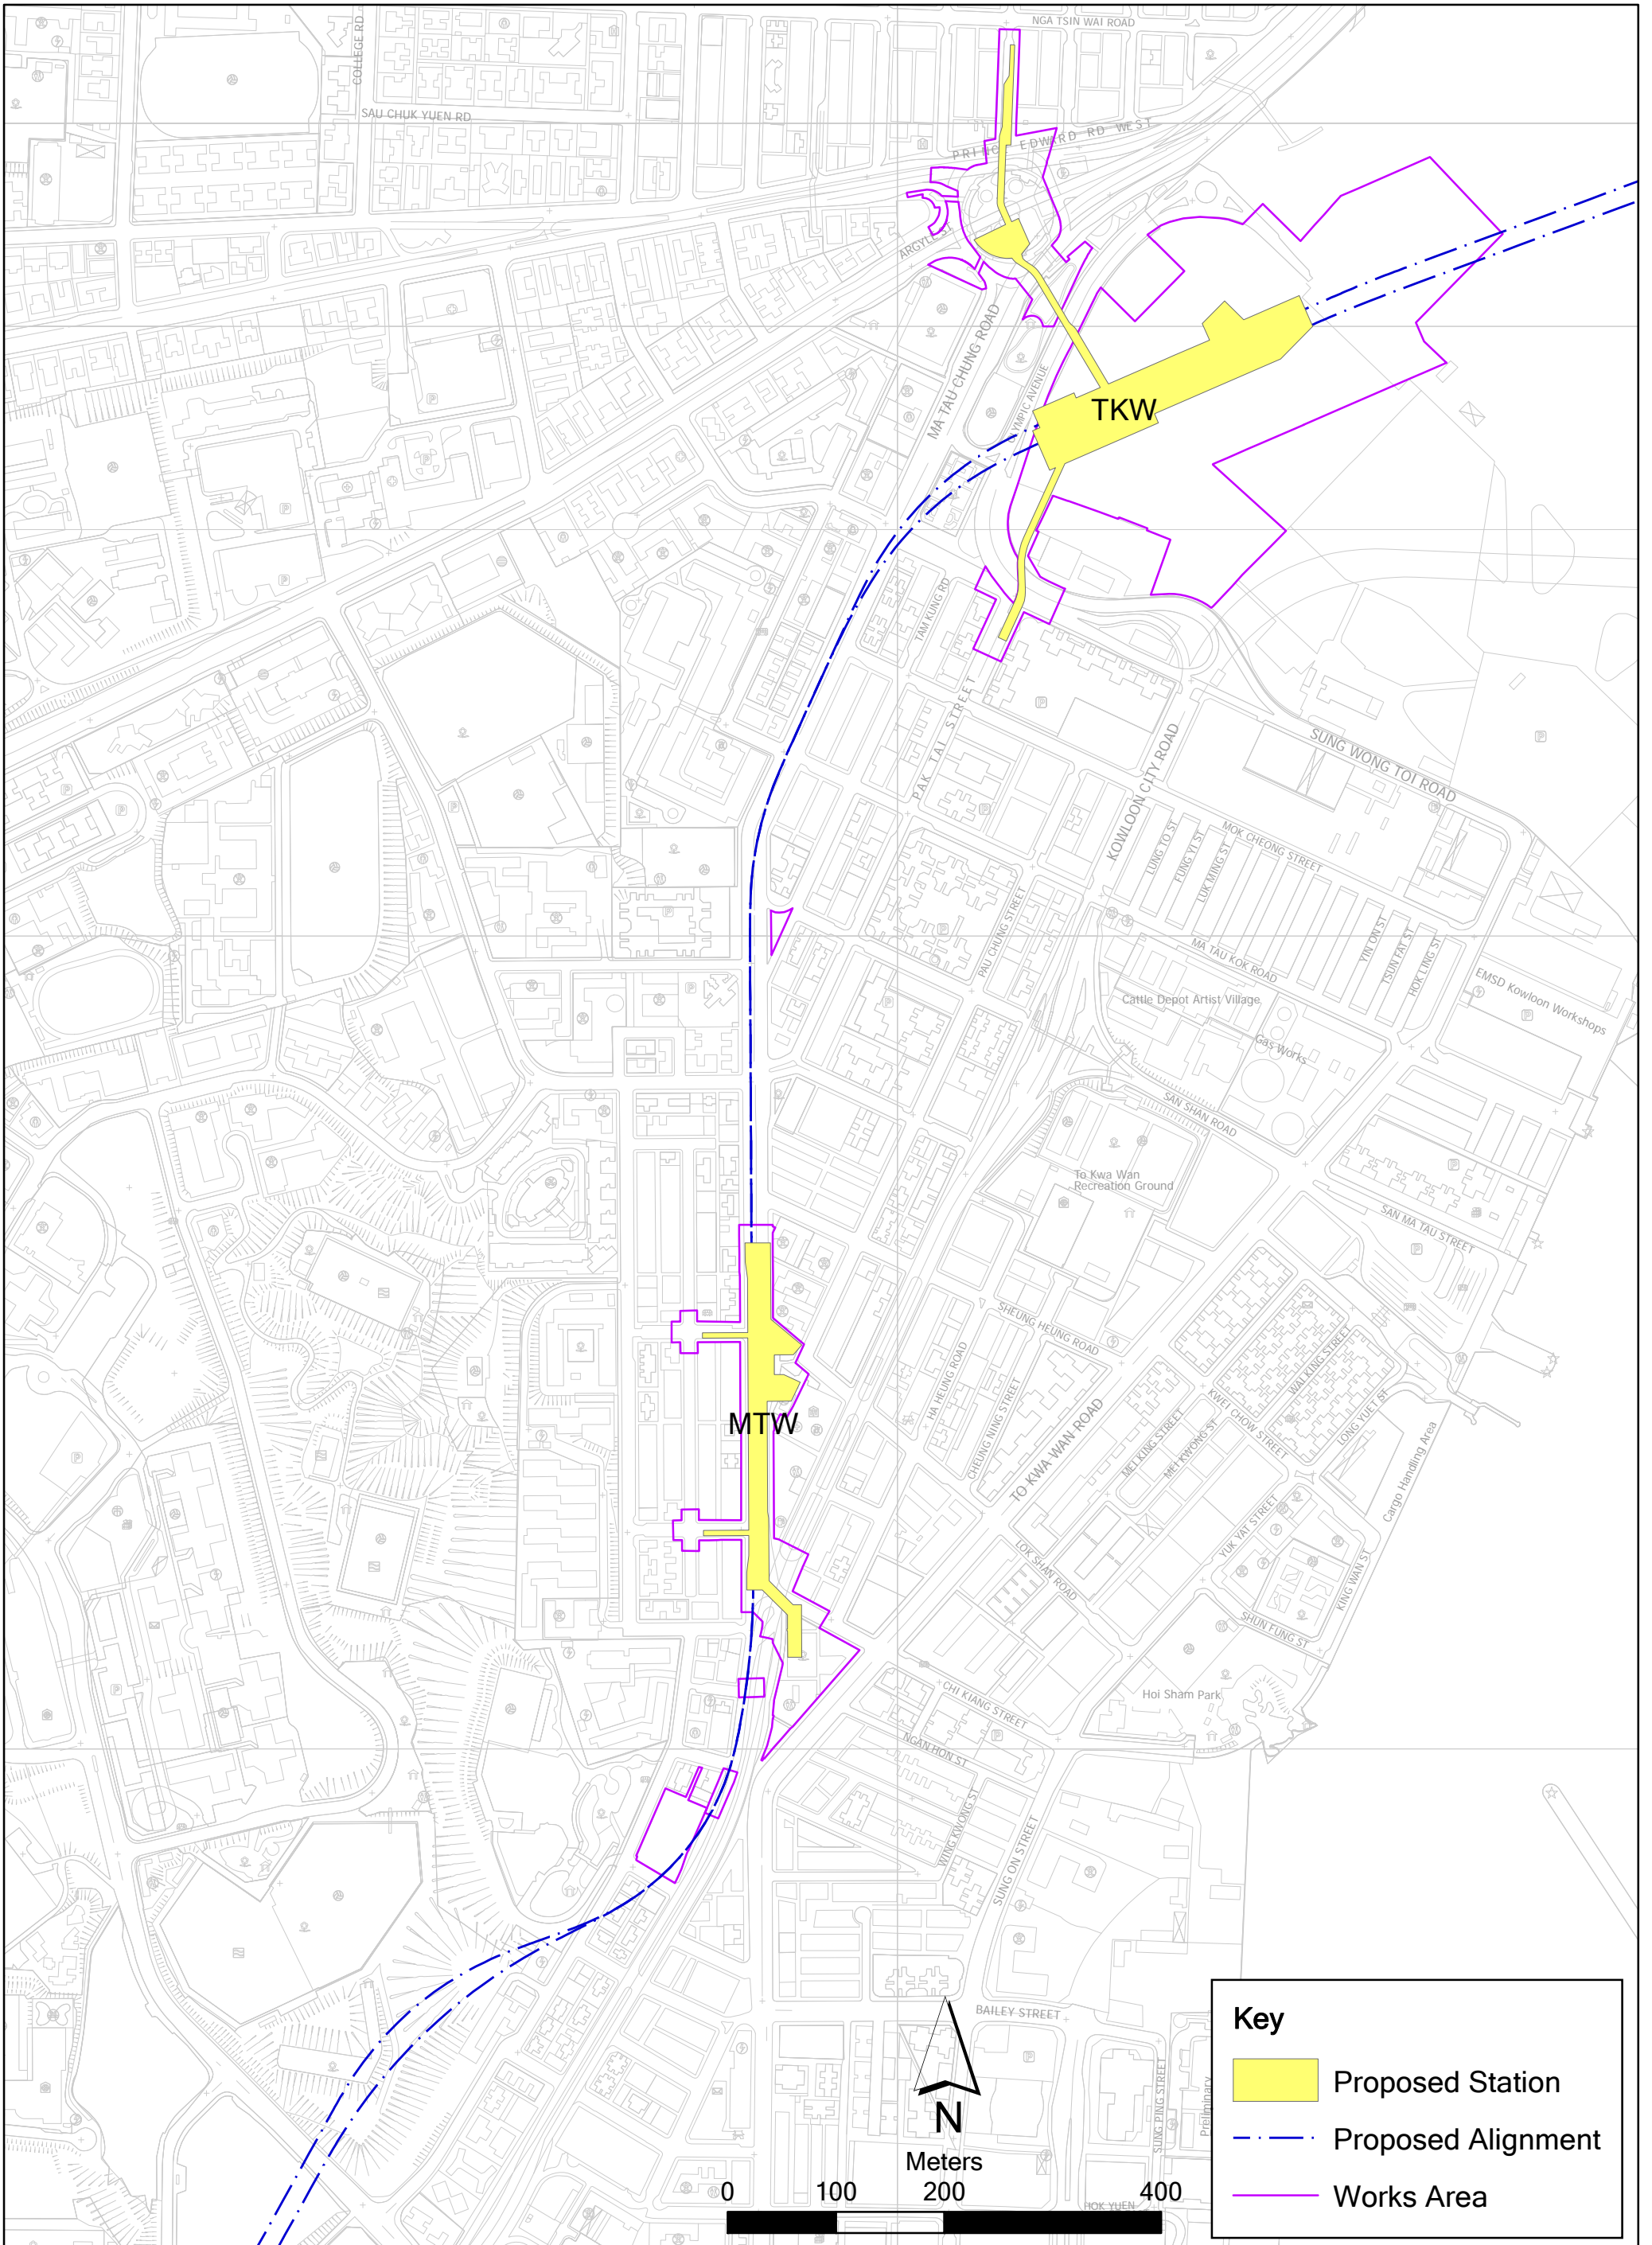 NGA TSIN WAI ROAD
COLLEGE RD
SAU CHUK YUEN RD
PRINCE EDWARD RD WEST
ARGYLE ST
MA TAU CHUNG ROAD
OLYMPIC AVENUE
TKW
TAM KUNG RD
PAK TAI STREET
SUNG WONG TOI ROAD
KOWLOON CITY ROAD
LUNG TO ST
FUNG YI ST
LUK MING ST
MOK CHEONG STREET
PAU CHUNG STREET
MA TAU KOK ROAD
YIN ON ST
TSUN FAT ST
HOK LING ST
EMSD Kowloon Workshops
Cattle Depot Artist Village
Gas Works
SAN SHAN ROAD
To Kwa Wan
Recreation Ground
SAN MA TAU STREET
SHEUNG HEUNG ROAD
HA HEUNG ROAD
CHEUNG NING STREET
MTW
TO KWA WAN ROAD
MEI KING STREET
MEI KWONG ST
KWEI CHOW STREET
WAI KING STREET
LONG YUET ST
Cargo Handling Area
YUK YAT STREET
LOK SHAN ROAD
KING WAN ST
SHUN FUNG ST
Hoi Sham Park
CHI KIANG STREET
NGAN HON ST
WING KWONG ST
SUNG ON STREET
BAILEY STREET
SUNG PING STREET
Preliminary
HOK YUEN
N
Meters
0 100 200 400
Key
Proposed Station
Proposed Alignment
Works Area